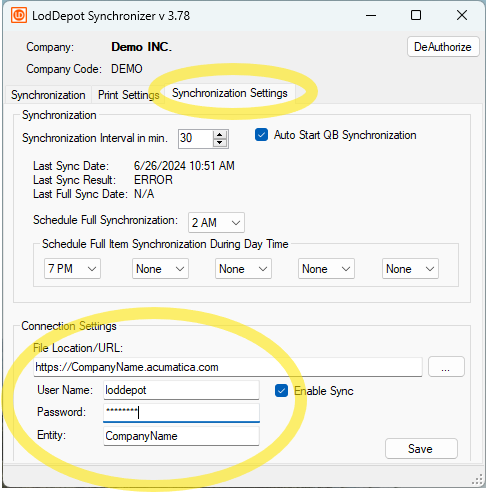 LodDepot Synchronizer v 3.78
Company: Demo INC. DeAuthorize
Company Code: DEMO
Synchronization Print Settings Synchronization Settings
Synchronization
Synchronization Interval in min. 30 Auto Start QB Synchronization
Last Sync Date: 6/26/2024 10:51 AM
Last Sync Result: ERROR
Last Full Sync Date: N/A
Schedule Full Synchronization: 2 AM
Schedule Full Item Synchronization During Day Time
7 PM None None None None
Connection Settings
File Location/URL:
https://CompanyName.acumatica.com ...
User Name: loddepot Enable Sync
Password: ********
Entity: CompanyName
Save